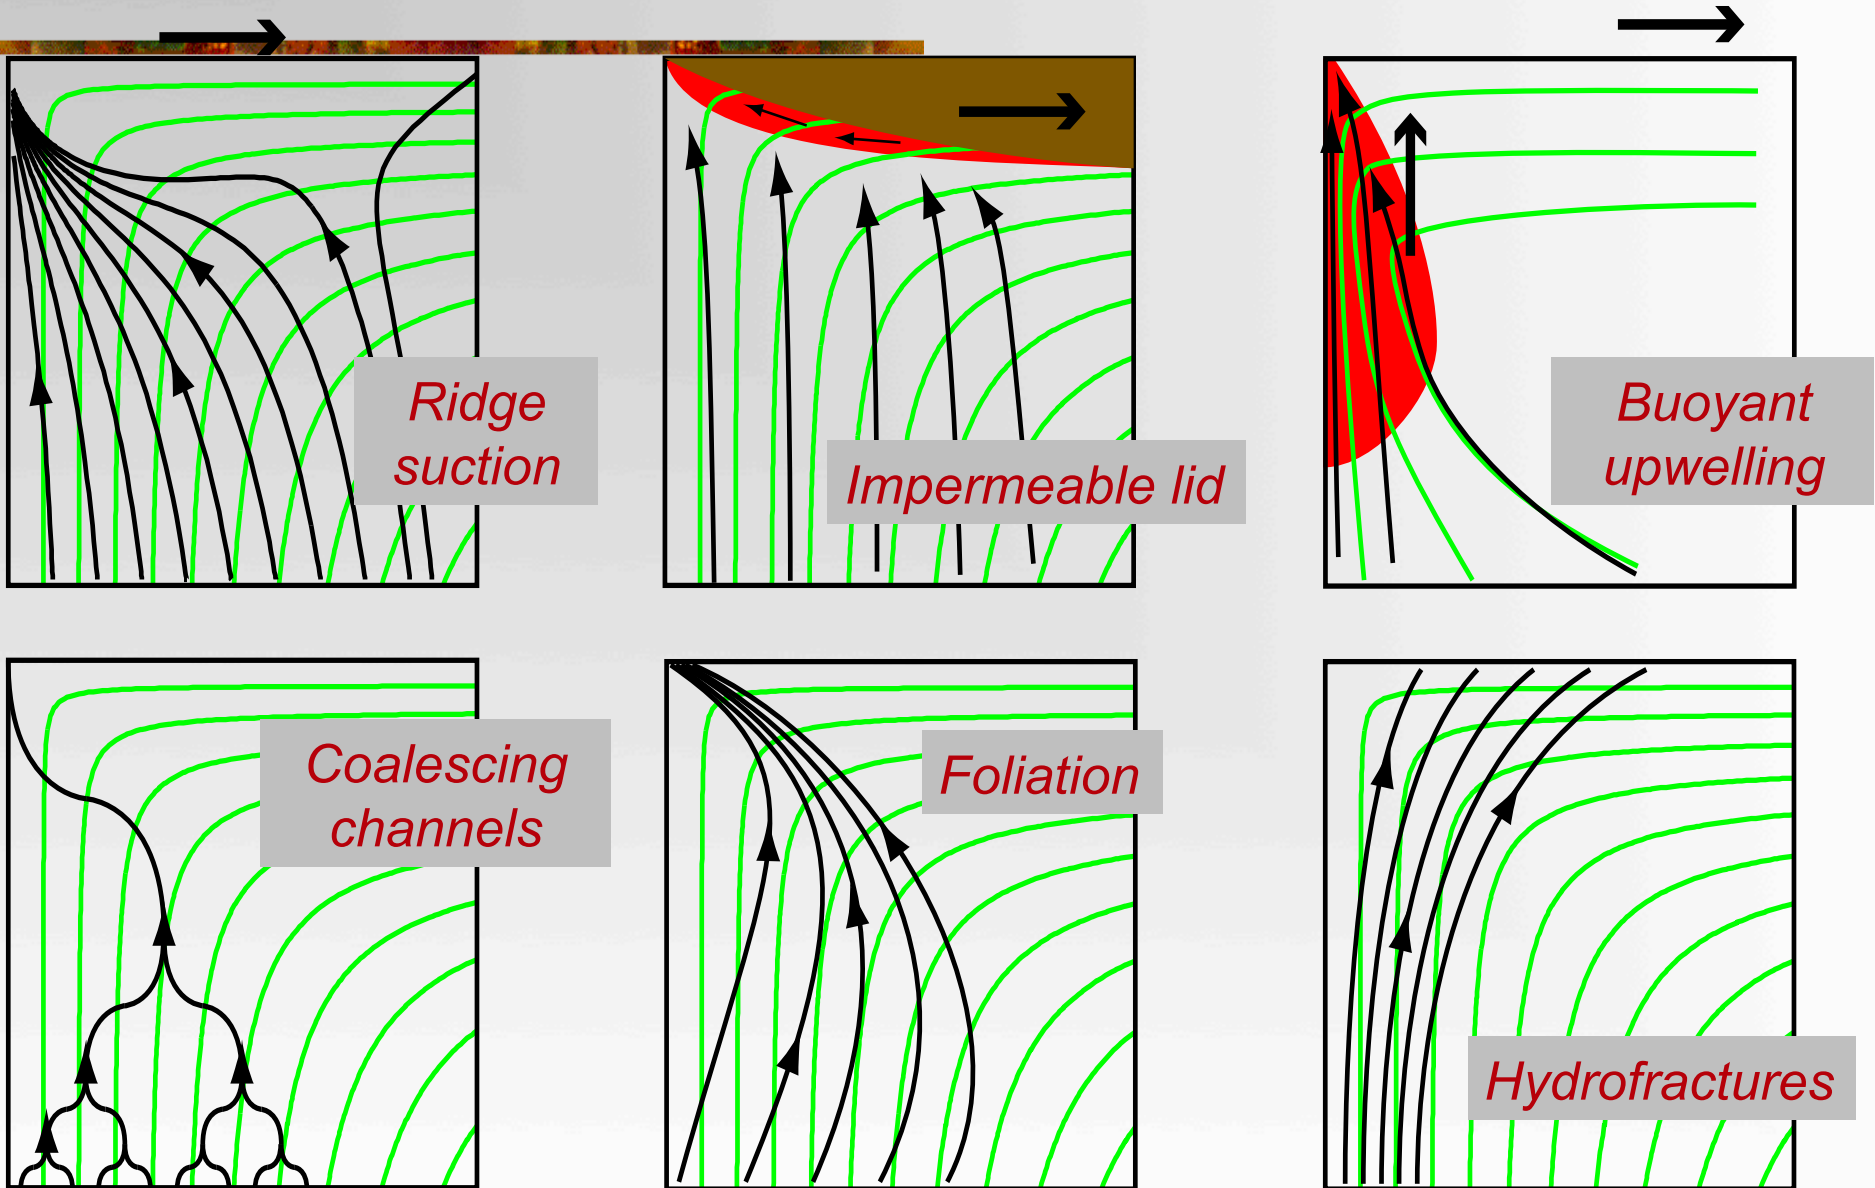 Ridge
suction
Impermeable lid
Buoyant
upwelling
Coalescing
channels
Foliation
Hydrofractures